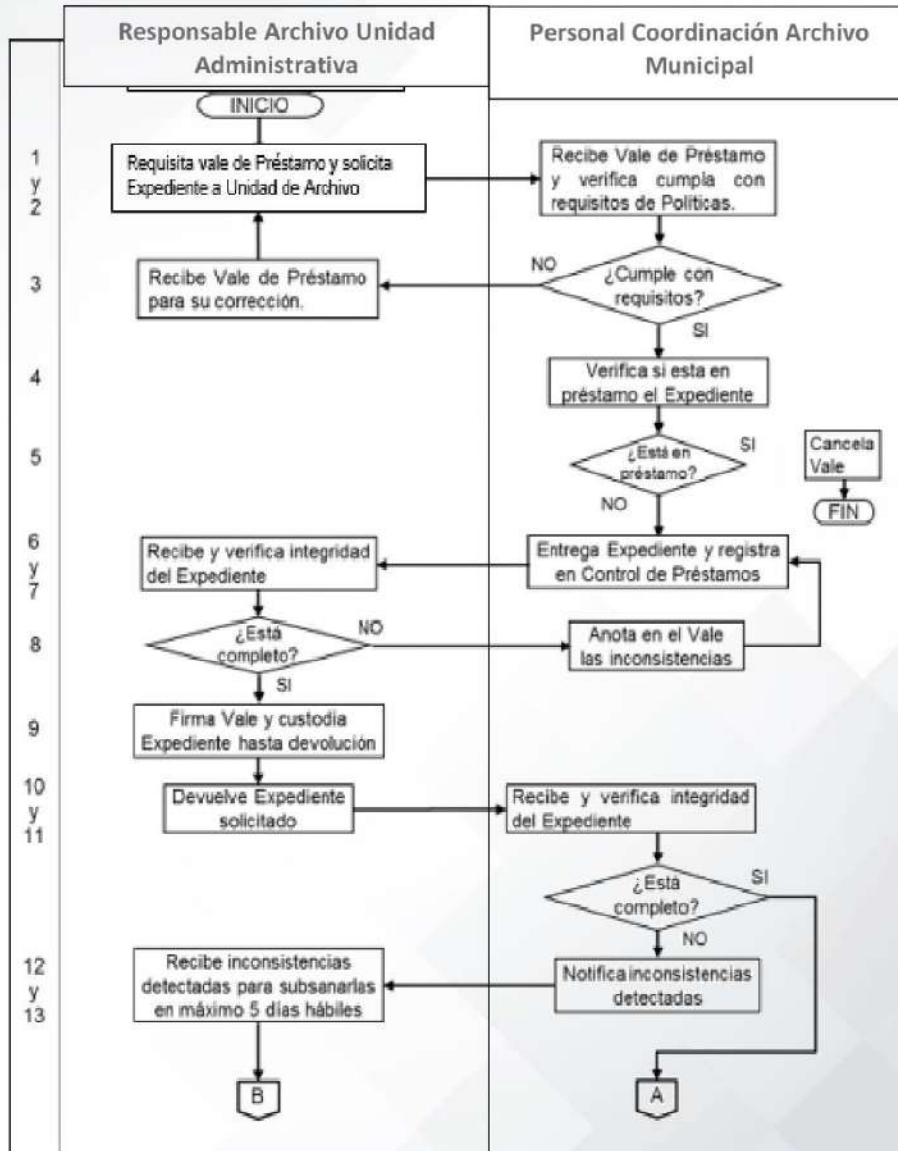 Responsable Archivo Unidad
Administrativa
Personal Coordinación Archivo
Municipal
INICIO
1
y
2
Requisita vale de Préstamo y solicita
Expediente a Unidad de Archivo
Recibe Vale de Préstamo
y verifica cumpla con
requisitos de Políticas.
3
Recibe Vale de Préstamo
para su corrección.
NO
¿Cumple con
requisitos?
SI
4
Verifica si esta en
préstamo el Expediente
5
¿Está en
préstamo?
SI
NO
Cancela
Vale
FIN
6
y
7
Recibe y verifica integridad
del Expediente
Entrega Expediente y registra
en Control de Préstamos
8
¿Está
completo?
NO
SI
Anota en el Vale
las inconsistencias
9
Firma Vale y custodia
Expediente hasta devolución
10
y
11
Devuelve Expediente
solicitado
Recibe y verifica integridad
del Expediente
¿Está
completo?
SI
NO
12
y
13
Recibe inconsistencias
detectadas para subsanarlas
en máximo 5 días hábiles
Notifica inconsistencias
detectadas
B
A